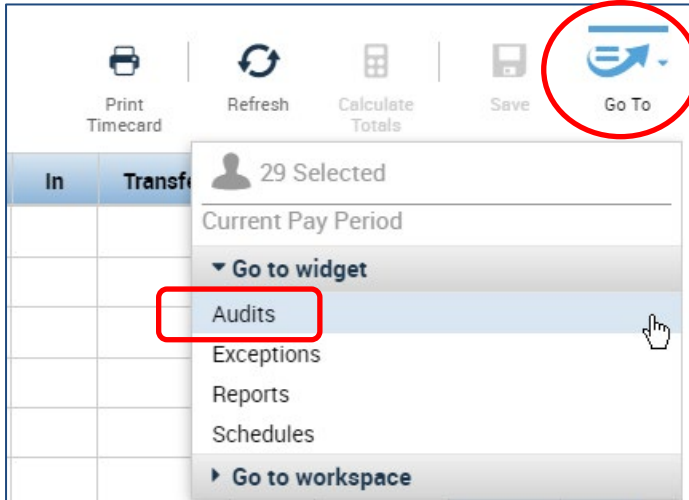 Print
Timecard
Refresh
Calculate
Totals
Save
Go To
In
Transfe
29 Selected
Current Pay Period
Go to widget
Audits
Exceptions
Reports
Schedules
Go to workspace